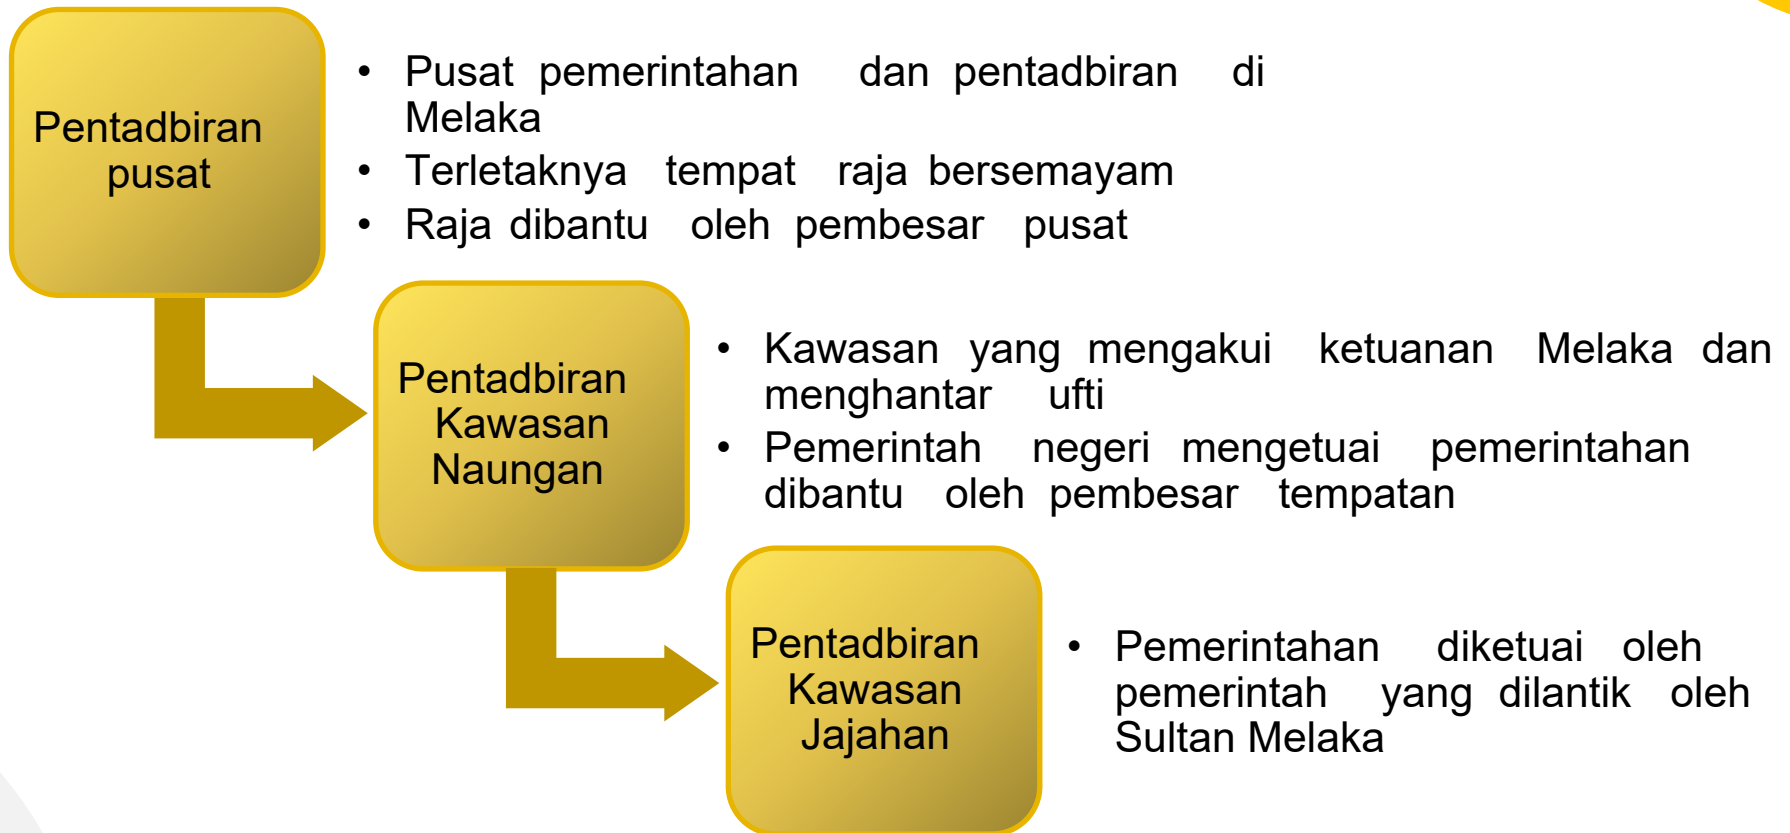 Pentadbiran
pusat
• Pusat pemerintahan dan pentadbiran di
Melaka
• Terletaknya tempat raja bersemayam
• Raja dibantu oleh pembesar pusat
Pentadbiran
Kawasan
Naungan
• Kawasan yang mengakui ketuanan Melaka dan
menghantar ufti
• Pemerintah negeri mengetuai pemerintahan
dibantu oleh pembesar tempatan
Pentadbiran
Kawasan
Jajahan
• Pemerintahan diketuai oleh
pemerintah yang dilantik oleh
Sultan Melaka